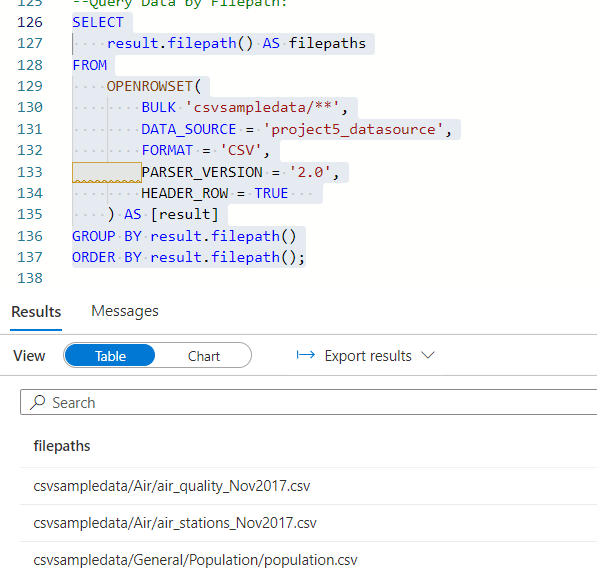 125 --Query Data by Filepath:
126 SELECT
127 result.filepath() AS filepaths
128 FROM
129 OPENROWSET(
130 BULK 'csvsampledata/**',
131 DATA_SOURCE = 'project5_datasource',
132 FORMAT = 'CSV',
133 PARSER_VERSION = '2.0',
134 HEADER_ROW = TRUE
135 ) AS [result]
136 GROUP BY result.filepath()
137 ORDER BY result.filepath();
138
Results Messages
View Table Chart Export results
Search
filepaths
csvsampledata/Air/air_quality_Nov2017.csv
csvsampledata/Air/air_stations_Nov2017.csv
csvsampledata/General/Population/population.csv